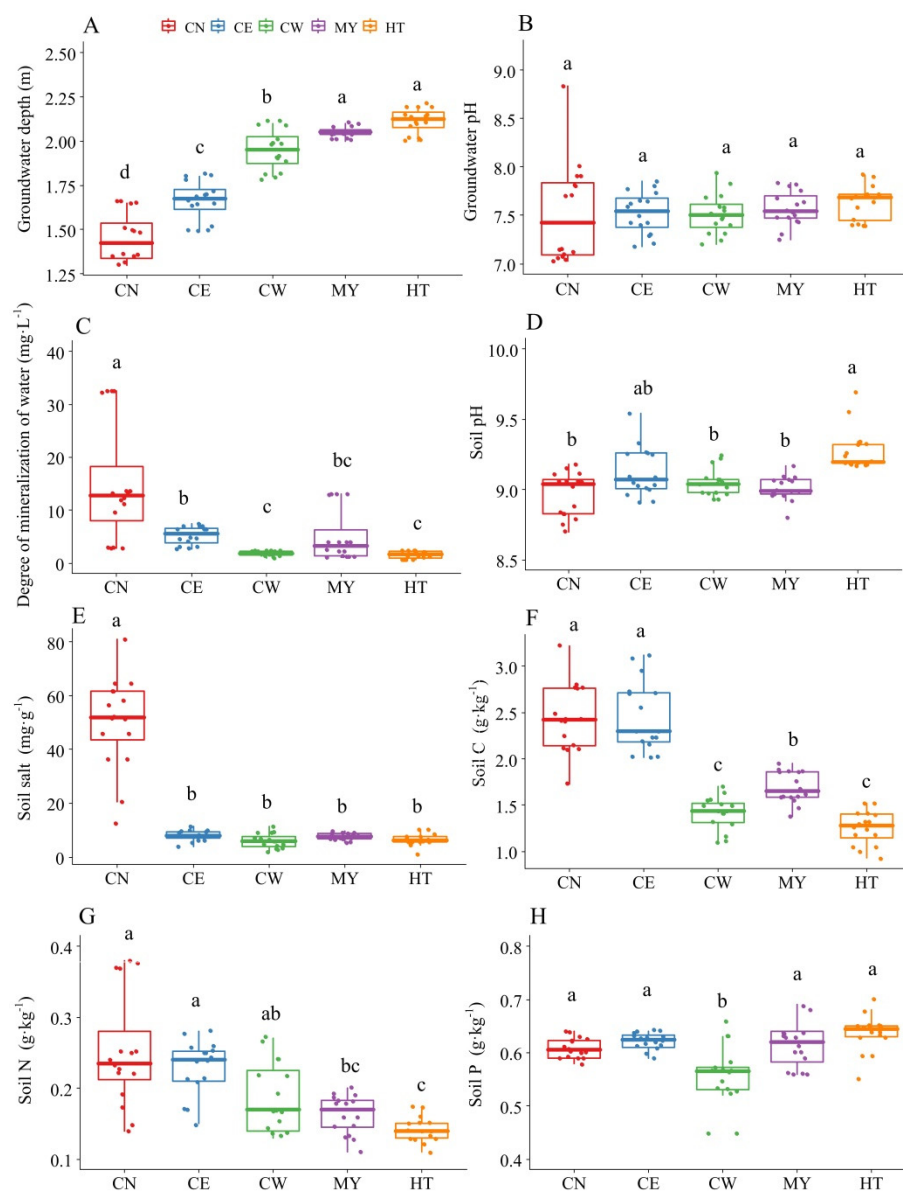 A
CN CE CW MY HT
Groundwater depth (m)
2.50
2.25
2.00
1.75
1.50
1.25
d
c
b
a
a
CN CE CW MY HT
B
Groundwater pH
9.0
8.5
8.0
7.5
7.0
a
a
a
a
a
CN CE CW MY HT
C
Degree of mineralization of water (mg·L⁻¹)
40
30
20
10
0
a
b
c
bc
c
CN CE CW MY HT
D
Soil pH
10.0
9.5
9.0
8.5
b
ab
b
b
a
CN CE CW MY HT
E
Soil salt (mg·g⁻¹)
80
60
40
20
0
a
b
b
b
b
CN CE CW MY HT
F
Soil C (g·kg⁻¹)
3.0
2.5
2.0
1.5
1.0
a
a
c
b
c
CN CE CW MY HT
G
Soil N (g·kg⁻¹)
0.4
0.3
0.2
0.1
a
a
ab
bc
c
CN CE CW MY HT
H
Soil P (g·kg⁻¹)
0.8
0.7
0.6
0.5
0.4
a
a
b
a
a
CN CE CW MY HT